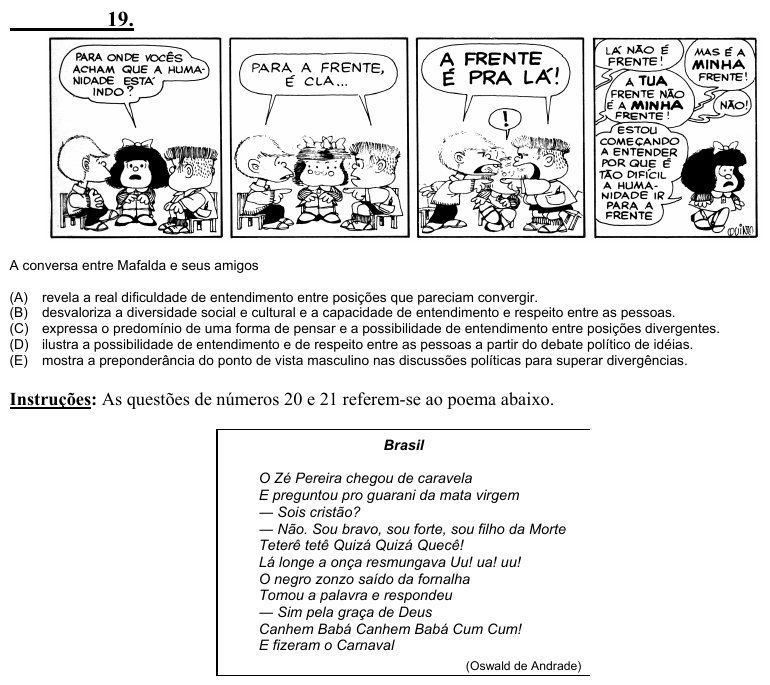 19.
PARA ONDE VOCÊS
ACHAM QUE A HUMA-
NIDADE ESTÁ
INDO?
PARA A FRENTE,
É CLA...
A FRENTE
É PRA LÁ!
!
LÁ NÃO É
FRENTE!
MAS É A
MINHA
FRENTE!
A TUA
FRENTE NÃO
É A MINHA
FRENTE!
NÃO!
ESTOU
COMEÇANDO
A ENTENDER
POR QUE É
TÃO DIFÍCIL
A HUMA-
NIDADE IR
PARA A
FRENTE
QUINO
A conversa entre Mafalda e seus amigos
(A) revela a real dificuldade de entendimento entre posições que pareciam convergir.
(B) desvaloriza a diversidade social e cultural e a capacidade de entendimento e respeito entre as pessoas.
(C) expressa o predomínio de uma forma de pensar e a possibilidade de entendimento entre posições divergentes.
(D) ilustra a possibilidade de entendimento e de respeito entre as pessoas a partir do debate político de idéias.
(E) mostra a preponderância do ponto de vista masculino nas discussões políticas para superar divergências.
Instruções: As questões de números 20 e 21 referem-se ao poema abaixo.
Brasil
O Zé Pereira chegou de caravela
E preguntou pro guarani da mata virgem
— Sois cristão?
— Não. Sou bravo, sou forte, sou filho da Morte
Teterê tetê Quizá Quizá Quecê!
Lá longe a onça resmungava Uu! ua! uu!
O negro zonzo saído da fornalha
Tomou a palavra e respondeu
— Sim pela graça de Deus
Canhem Babá Canhem Babá Cum Cum!
E fizeram o Carnaval
(Oswald de Andrade)